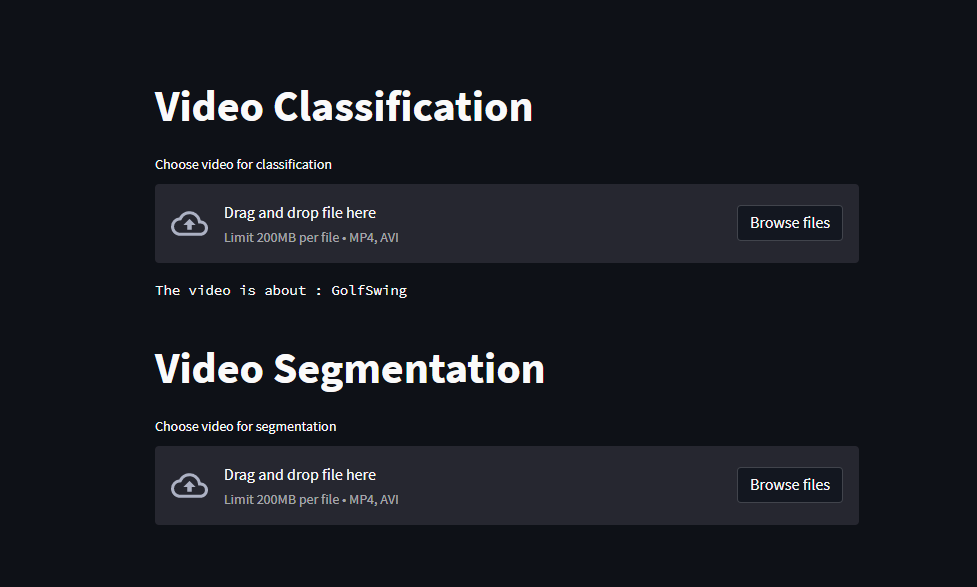 Video Classification
Choose video for classification
Drag and drop file here
Limit 200MB per file • MP4, AVI
Browse files
The video is about : GolfSwing
Video Segmentation
Choose video for segmentation
Drag and drop file here
Limit 200MB per file • MP4, AVI
Browse files